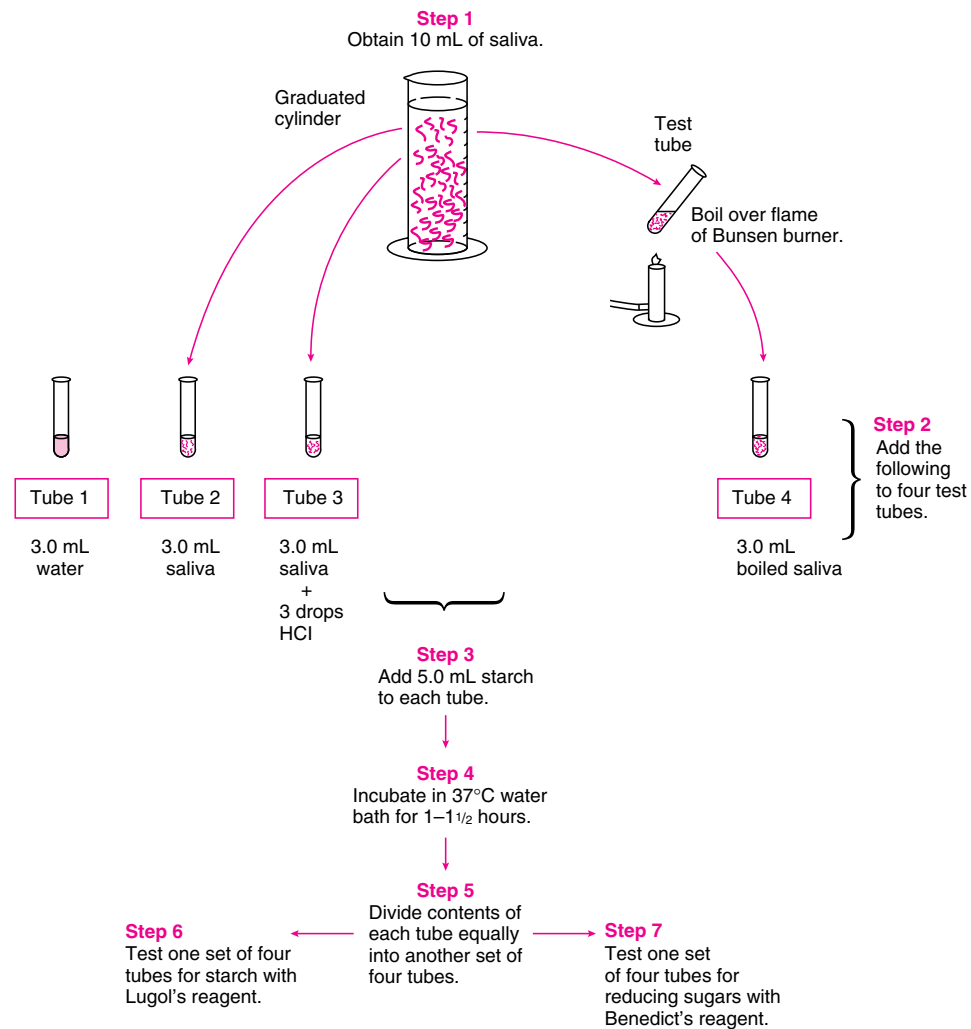 Step 1
Obtain 10 mL of saliva.
Graduated
cylinder
Test
tube
Boil over flame
of Bunsen burner.
Tube 1
3.0 mL
water
Tube 2
3.0 mL
saliva
Tube 3
3.0 mL
saliva
+
3 drops
HCl
Tube 4
3.0 mL
boiled saliva
Step 2
Add the
following
to four test
tubes.
Step 3
Add 5.0 mL starch
to each tube.
Step 4
Incubate in 37°C water
bath for 1–1 1/2 hours.
Step 5
Divide contents of
each tube equally
into another set of
four tubes.
Step 6
Test one set of four
tubes for starch with
Lugol's reagent.
Step 7
Test one set
of four tubes for
reducing sugars with
Benedict's reagent.